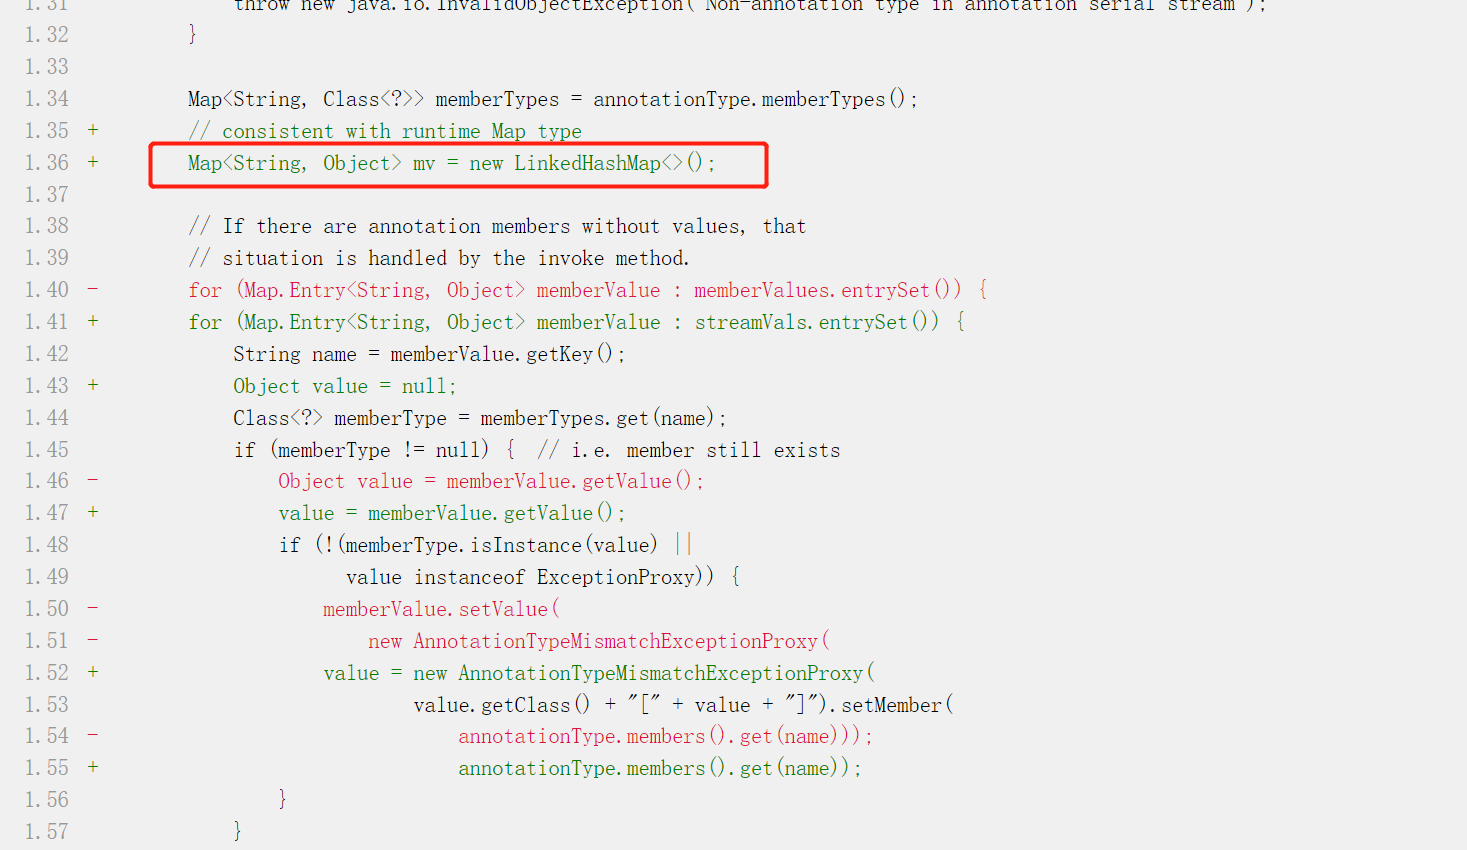 1.31             throw new java.io.InvalidObjectException("Non-annotation type in annotation serial stream");
1.32         }
1.33
1.34         Map<String, Class<?>> memberTypes = annotationType.memberTypes();
1.35 +       // consistent with runtime Map type
1.36 +       Map<String, Object> mv = new LinkedHashMap<>();
1.37
1.38         // If there are annotation members without values, that
1.39         // situation is handled by the invoke method.
1.40 -       for (Map.Entry<String, Object> memberValue : memberValues.entrySet()) {
1.41 +       for (Map.Entry<String, Object> memberValue : streamVals.entrySet()) {
1.42             String name = memberValue.getKey();
1.43 +           Object value = null;
1.44             Class<?> memberType = memberTypes.get(name);
1.45             if (memberType != null) {  // i.e. member still exists
1.46 -               Object value = memberValue.getValue();
1.47 +               value = memberValue.getValue();
1.48                 if (!(memberType.isInstance(value) ||
1.49                       value instanceof ExceptionProxy)) {
1.50 -                   memberValue.setValue(
1.51 -                       new AnnotationTypeMismatchExceptionProxy(
1.52 +                   value = new AnnotationTypeMismatchExceptionProxy(
1.53                             value.getClass() + "[" + value + "]").setMember(
1.54 -                               annotationType.members().get(name)));
1.55 +                               annotationType.members().get(name));
1.56                 }
1.57             }